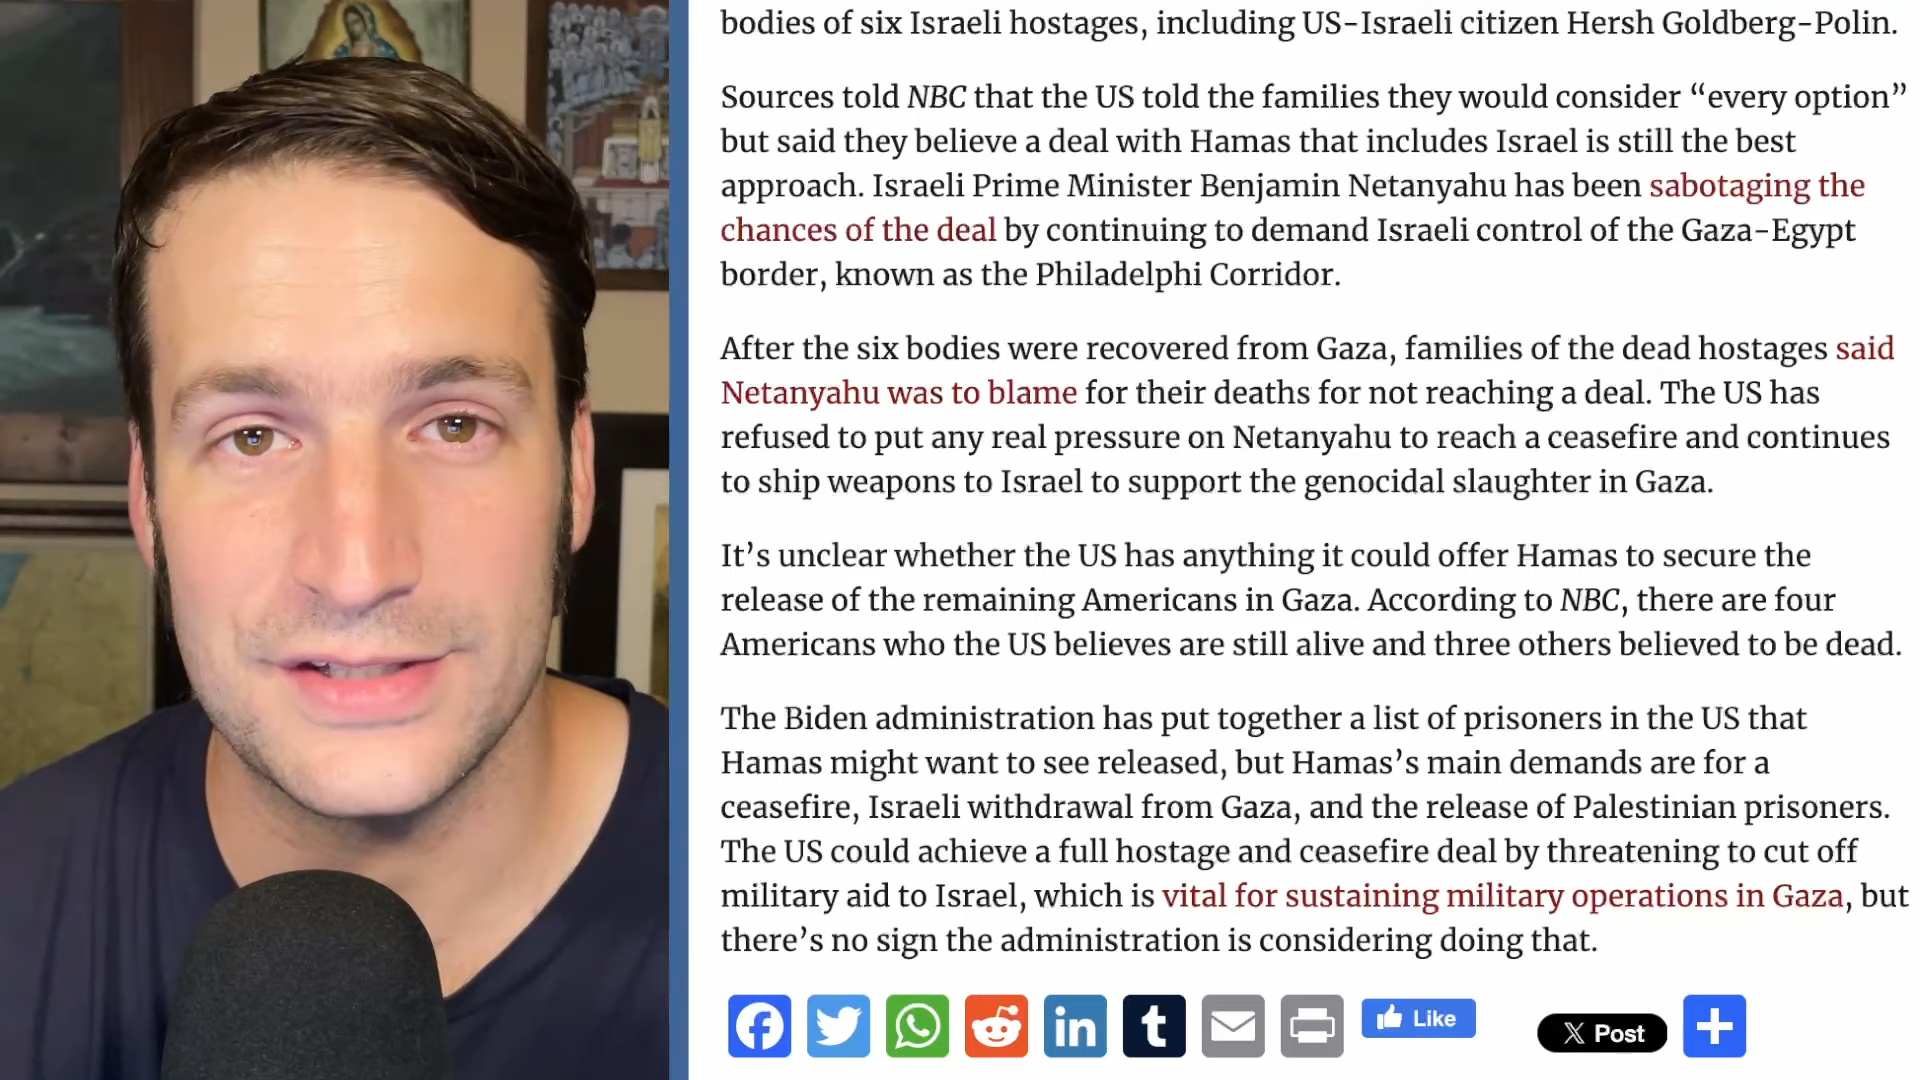 bodies of six Israeli hostages, including US-Israeli citizen Hersh Goldberg-Polin.
Sources told NBC that the US told the families they would consider “every option”
but said they believe a deal with Hamas that includes Israel is still the best
approach. Israeli Prime Minister Benjamin Netanyahu has been sabotaging the
chances of the deal by continuing to demand Israeli control of the Gaza-Egypt
border, known as the Philadelphi Corridor.
After the six bodies were recovered from Gaza, families of the dead hostages said
Netanyahu was to blame for their deaths for not reaching a deal. The US has
refused to put any real pressure on Netanyahu to reach a ceasefire and continues
to ship weapons to Israel to support the genocidal slaughter in Gaza.
It’s unclear whether the US has anything it could offer Hamas to secure the
release of the remaining Americans in Gaza. According to NBC, there are four
Americans who the US believes are still alive and three others believed to be dead.
The Biden administration has put together a list of prisoners in the US that
Hamas might want to see released, but Hamas’s main demands are for a
ceasefire, Israeli withdrawal from Gaza, and the release of Palestinian prisoners.
The US could achieve a full hostage and ceasefire deal by threatening to cut off
military aid to Israel, which is vital for sustaining military operations in Gaza, but
there’s no sign the administration is considering doing that.
Like
X Post